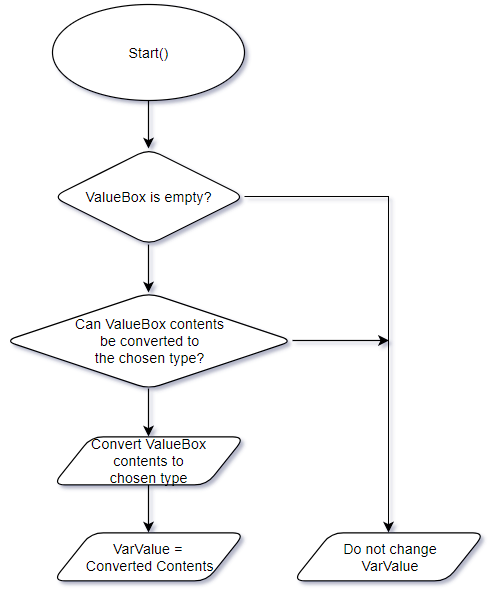 Start()
ValueBox is empty?
Can ValueBox contents
be converted to
the chosen type?
Convert ValueBox
contents to
chosen type
VarValue =
Converted Contents
Do not change
VarValue